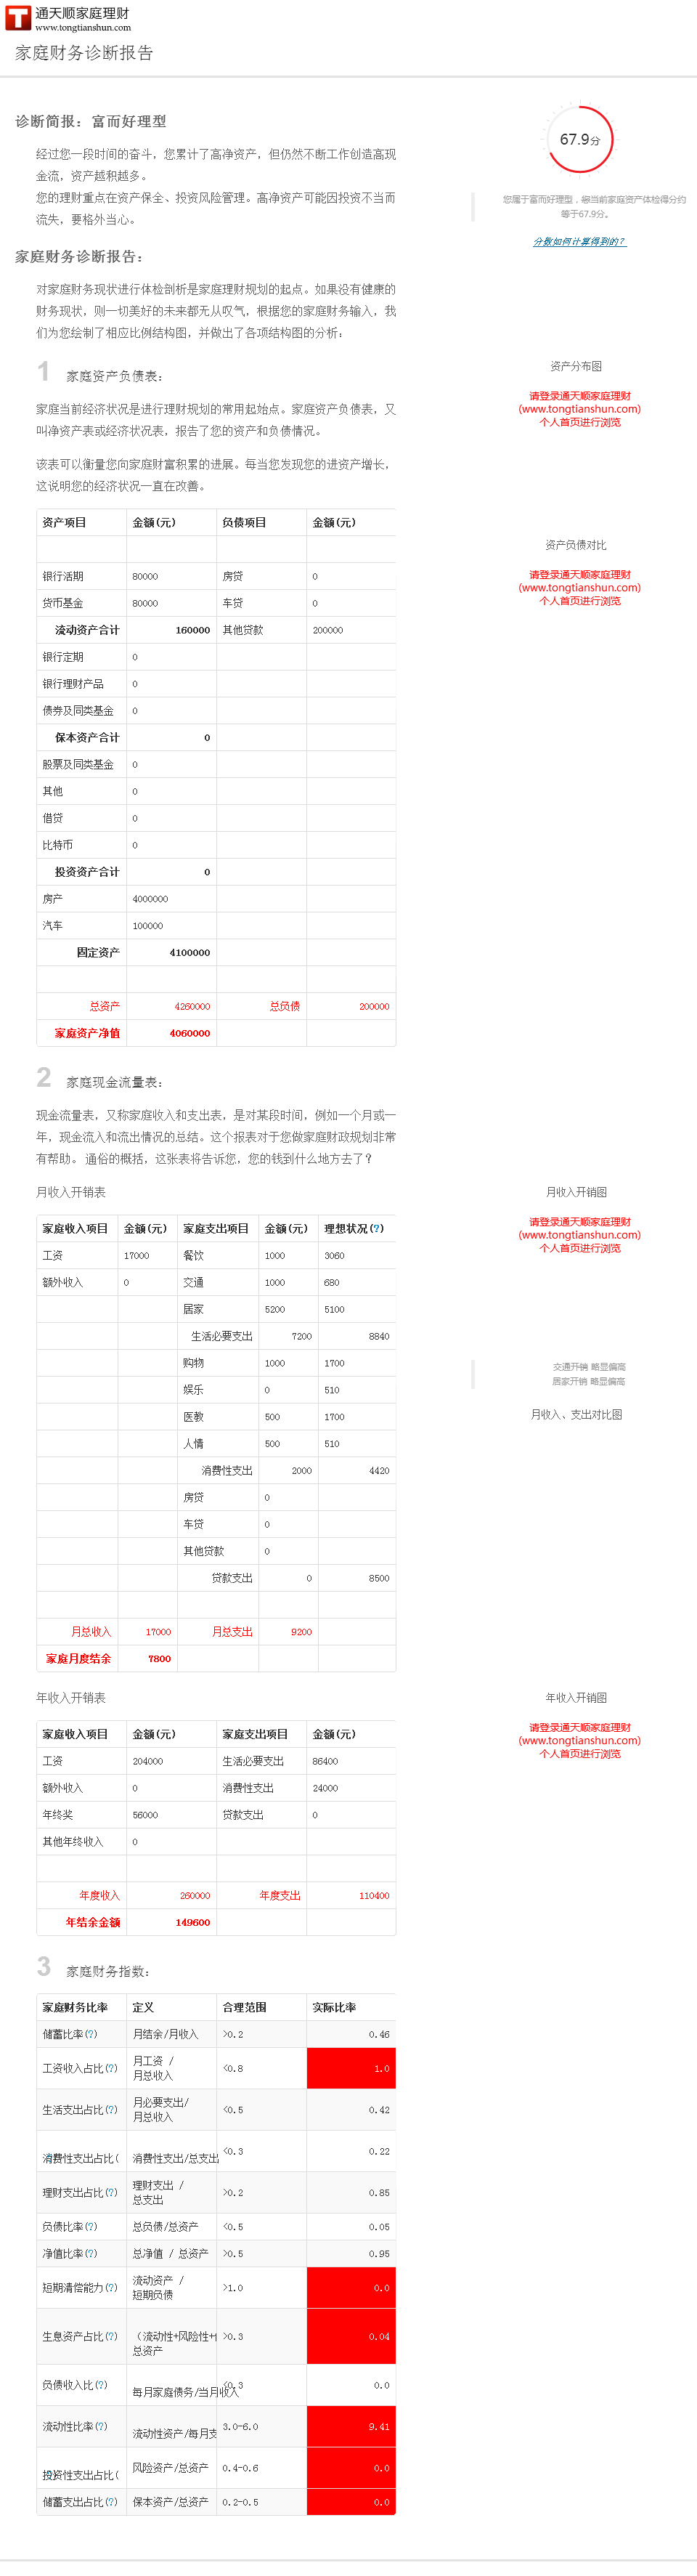 通天顺家庭理财
www.tongtianshun.com
家庭财务诊断报告
诊断简报：富而好理型
经过您一段时间的奋斗，您累计了高净资产，但仍然不断工作创造高现
金流，资产越积越多。
您的理财重点在资产保全、投资风险管理。高净资产可能因投资不当而
流失，要格外当心。
67.9分
您属于富而好理型，您当前家庭资产体检得分约
等于67.9分。
分数如何计算得到的？
家庭财务诊断报告：
对家庭财务现状进行体检剖析是家庭理财规划的起点。如果没有健康的
财务现状，则一切美好的未来都无从叹气，根据您的家庭财务输入，我
们为您绘制了相应比例结构图，并做出了各项结构图的分析：
1 家庭资产负债表：
家庭当前经济状况是进行理财规划的常用起始点。家庭资产负债表，又
叫净资产表或经济状况表，报告了您的资产和负债情况。
该表可以衡量您向家庭财富积累的进展。每当您发现您的进资产增长，
这说明您的经济状况一直在改善。
资产分布图
请登录通天顺家庭理财
(www.tongtianshun.com)
个人首页进行浏览
资产负债对比
请登录通天顺家庭理财
(www.tongtianshun.com)
个人首页进行浏览
资产项目 金额(元) 负债项目 金额(元)
银行活期 80000 房贷 0
货币基金 80000 车贷 0
流动资产合计 160000 其他贷款 200000
银行定期 0
银行理财产品 0
债券及同类基金 0
保本资产合计 0
股票及同类基金 0
其他 0
借贷 0
比特币 0
投资资产合计 0
房产 4000000
汽车 100000
固定资产 4100000
总资产 4260000 总负债 200000
家庭资产净值 4060000
2 家庭现金流量表：
现金流量表，又称家庭收入和支出表，是对某段时间，例如一个月或一
年，现金流入和流出情况的总结。这个报表对于您做家庭财政规划非常
有帮助。 通俗的概括，这张表将告诉您，您的钱到什么地方去了？
月收入开销表
月收入开销图
请登录通天顺家庭理财
(www.tongtianshun.com)
个人首页进行浏览
交通开销 略显偏高
居家开销 略显偏高
月收入、支出对比图
家庭收入项目 金额(元) 家庭支出项目 金额(元) 理想状况(?)
工资 17000 餐饮 1000 3060
额外收入 0 交通 1000 680
居家 5200 5100
生活必要支出 7200 8840
购物 1000 1700
娱乐 0 510
医教 500 1700
人情 500 510
消费性支出 2000 4420
房贷 0
车贷 0
其他贷款 0
贷款支出 0 8500
月总收入 17000 月总支出 9200
家庭月度结余 7800
年收入开销表
年收入开销图
请登录通天顺家庭理财
(www.tongtianshun.com)
个人首页进行浏览
家庭收入项目 金额(元) 家庭支出项目 金额(元)
工资 204000 生活必要支出 86400
额外收入 0 消费性支出 24000
年终奖 56000 贷款支出 0
其他年终收入 0
年度收入 260000 年度支出 110400
年结余金额 149600
3 家庭财务指数：
家庭财务比率 定义 合理范围 实际比率
储蓄比率(?) 月结余/月收入 >0.2 0.46
工资收入占比(?) 月工资 /
月总收入 <0.8 1.0
生活支出占比(?) 月必要支出/
月总收入 <0.5 0.42
消费性支出占比( 消费性支出/总支出 <0.3 0.22
理财支出占比(?) 理财支出 /
总支出 >0.2 0.85
负债比率(?) 总负债/总资产 <0.5 0.05
净值比率(?) 总净值 / 总资产 >0.5 0.95
短期清偿能力(?) 流动资产 /
短期负债 >1.0 0.0
生息资产占比(?) （流动性+风险性+
总资产 >0.3 0.04
负债收入比(?) 每月家庭债务/当月收入 <0.3 0.0
流动性比率(?) 流动性资产/每月支 3.0-6.0 9.41
投资性支出占比( 风险资产/总资产 0.4-0.6 0.0
储蓄支出占比(?) 保本资产/总资产 0.2-0.5 0.0